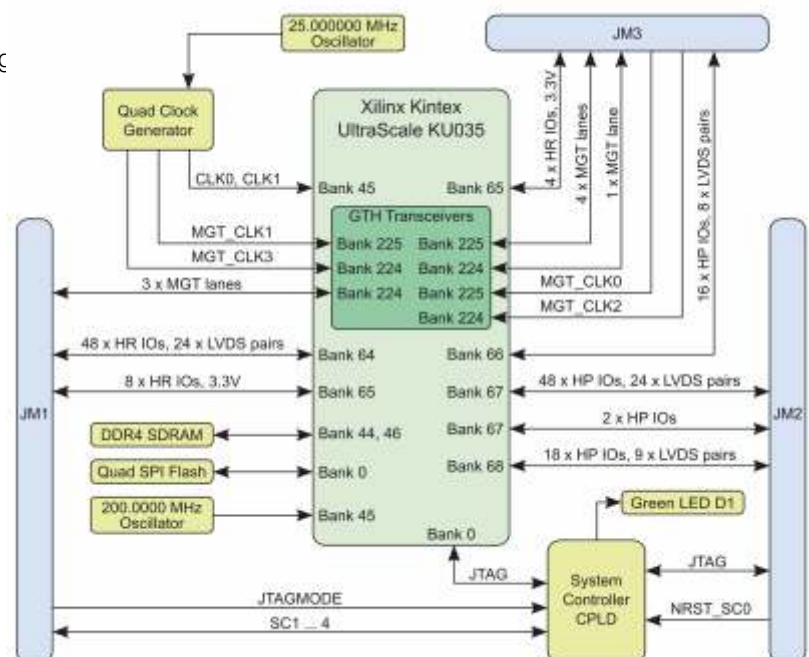 g
25.000000 MHz
Oscillator
JM3
Quad Clock
Generator
Xilinx Kintex
UltraScale KU035
4 x HR IOs, 3.3V
4 x MGT lanes
1 x MGT lane
16 x HP IOs, 8 x LVDS pairs
CLK0, CLK1
Bank 45
Bank 65
GTH Transceivers
MGT_CLK1
Bank 225
Bank 225
MGT_CLK3
Bank 224
Bank 224
MGT_CLK0
3 x MGT lanes
Bank 224
Bank 225
MGT_CLK2
Bank 224
48 x HR IOs, 24 x LVDS pairs
Bank 64
Bank 66
8 x HR IOs, 3.3V
Bank 65
Bank 67
48 x HP IOs, 24 x LVDS pairs
JM1
JM2
DDR4 SDRAM
Bank 44, 46
Bank 67
2 x HP IOs
Quad SPI Flash
Bank 0
Bank 68
18 x HP IOs, 9 x LVDS pairs
200.0000 MHz
Oscillator
Bank 45
Green LED D1
Bank 0
JTAG
System
Controller
CPLD
JTAG
JTAGMODE
NRST_SC0
SC1 ... 4